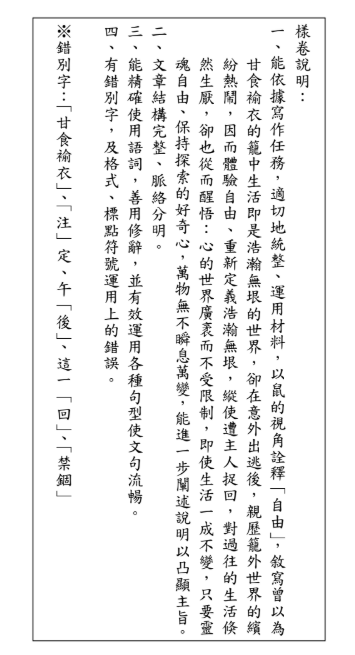 樣卷說明：
一、能依據寫作任務，適切地統整、運用材料，以鼠的視角詮釋「自由」，敘寫曾以為
甘食褕衣的籠中生活即是浩瀚無垠的世界，卻在意外出逃後，親歷籠外世界的繽
紛熱鬧，因而體驗自由、重新定義浩瀚無垠，縱使遭主人捉回，對過往的生活倏
然生厭，卻也從而醒悟：心的世界廣袤而不受限制，即使生活一成不變，只要靈
魂自由、保持探索的好奇心，萬物無不瞬息萬變，能進一步闡述說明以凸顯主旨。
二、文章結構完整、脈絡分明。
三、能精確使用語詞，善用修辭，並有效運用各種句型使文句流暢。
四、有錯別字，及格式、標點符號運用上的錯誤。
※錯別字：「甘食褕衣」、「注」定、午「後」、這一「回」、「禁錮」